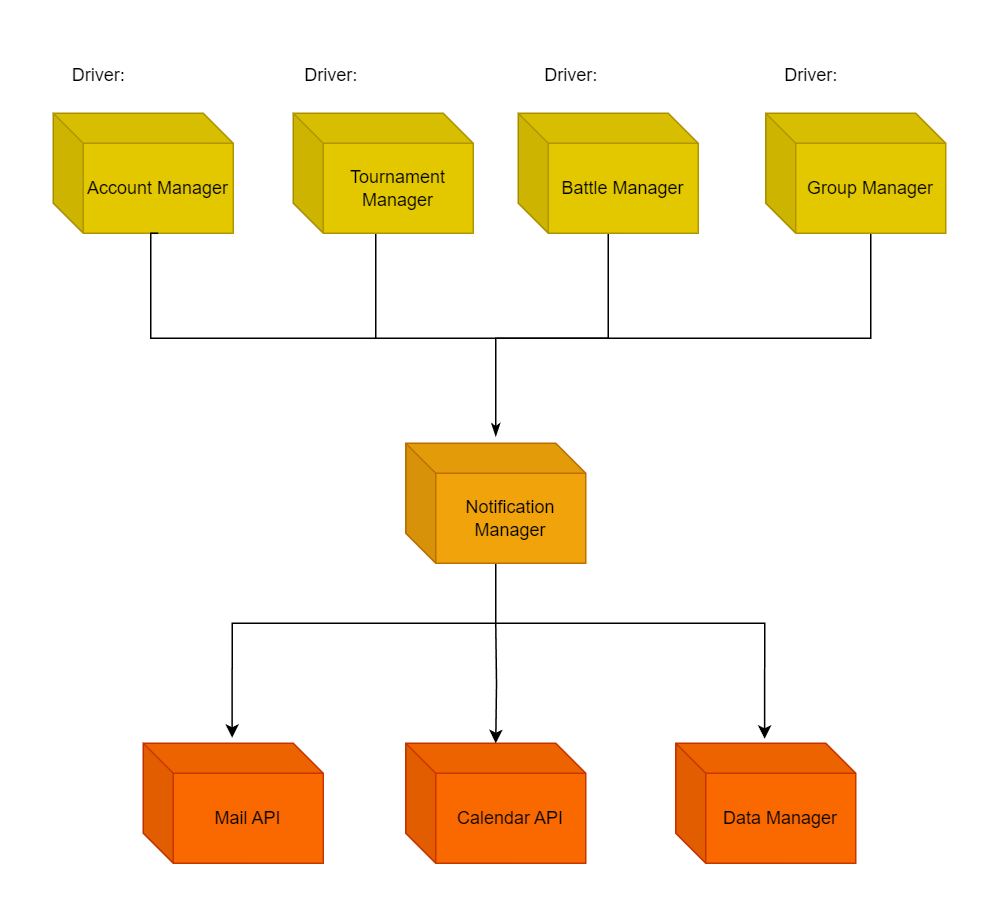 Driver:
Driver:
Driver:
Driver:
Account Manager
Tournament
Manager
Battle Manager
Group Manager
Notification
Manager
Mail API
Calendar API
Data Manager